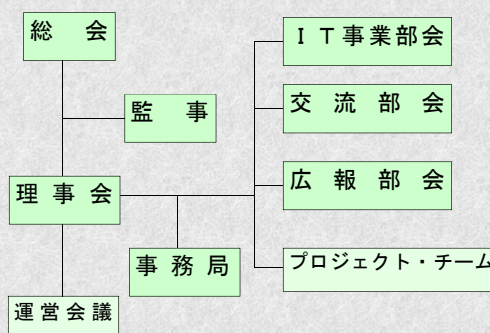 総会
ＩＴ事業部会
監事
交流部会
理事会
広報部会
事務局
プロジェクト・チーム
運営会議